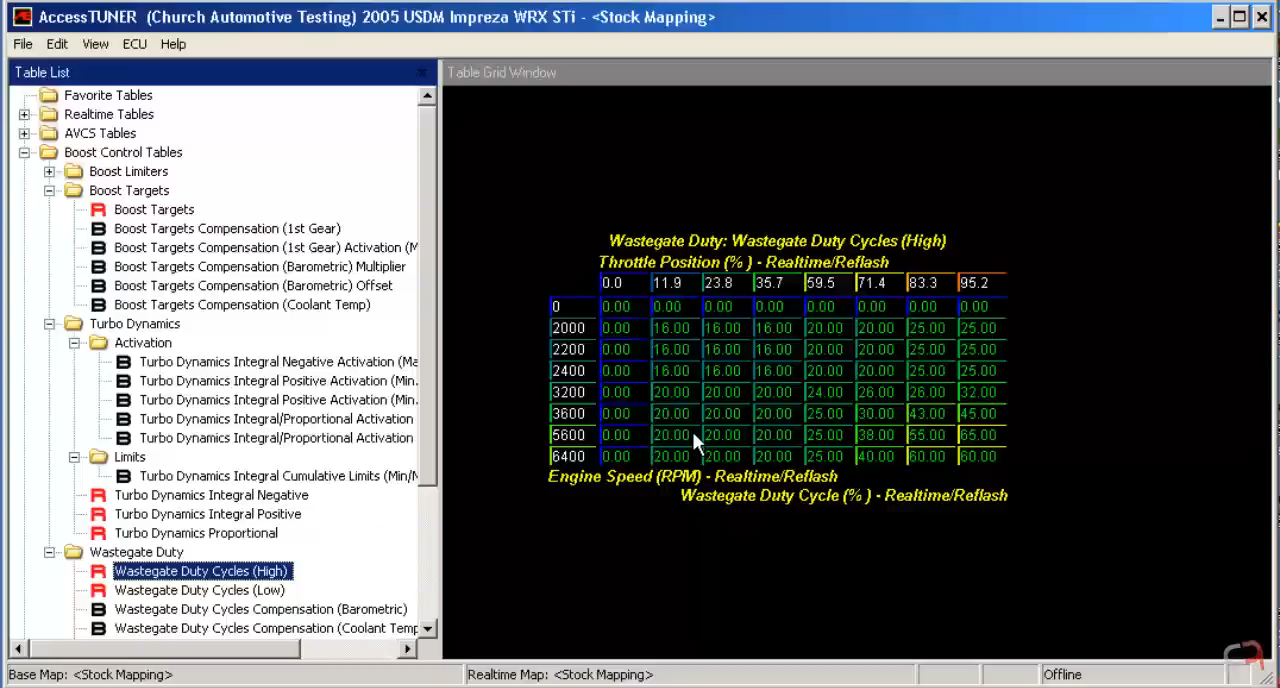 AccessTUNER (Church Automotive Testing) 2005 USDM Impreza WRX STi - <Stock Mapping>
File Edit View ECU Help
Table List
Favorite Tables
Realtime Tables
AVCS Tables
Boost Control Tables
Boost Limiters
Boost Targets
Boost Targets
Boost Targets Compensation (1st Gear)
Boost Targets Compensation (1st Gear) Activation (M
Boost Targets Compensation (Barometric) Multiplier
Boost Targets Compensation (Barometric) Offset
Boost Targets Compensation (Coolant Temp)
Turbo Dynamics
Activation
Turbo Dynamics Integral Negative Activation (Ma
Turbo Dynamics Integral Positive Activation (Min.
Turbo Dynamics Integral Positive Activation (Min.
Turbo Dynamics Integral/Proportional Activation
Turbo Dynamics Integral/Proportional Activation
Limits
Turbo Dynamics Integral Cumulative Limits (Min/M
Turbo Dynamics Integral Negative
Turbo Dynamics Integral Positive
Turbo Dynamics Proportional
Wastegate Duty
Wastegate Duty Cycles (High)
Wastegate Duty Cycles (Low)
Wastegate Duty Cycles Compensation (Barometric)
Wastegate Duty Cycles Compensation (Coolant Temp
Table Grid Window
Wastegate Duty: Wastegate Duty Cycles (High)
Throttle Position (% ) - Realtime/Reflash
0.0 11.9 23.8 35.7 59.5 71.4 83.3 95.2
0 0.00 0.00 0.00 0.00 0.00 0.00 0.00 0.00
2000 0.00 16.00 16.00 16.00 20.00 20.00 25.00 25.00
2200 0.00 16.00 16.00 16.00 20.00 20.00 25.00 25.00
2400 0.00 16.00 16.00 16.00 20.00 20.00 25.00 25.00
3200 0.00 20.00 20.00 20.00 24.00 26.00 26.00 32.00
3600 0.00 20.00 20.00 20.00 25.00 30.00 43.00 45.00
5600 0.00 20.00 20.00 20.00 25.00 38.00 55.00 65.00
6400 0.00 20.00 20.00 20.00 25.00 40.00 60.00 60.00
Engine Speed (RPM) - Realtime/Reflash
Wastegate Duty Cycle (% ) - Realtime/Reflash
Base Map: <Stock Mapping> Realtime Map: <Stock Mapping> Offline